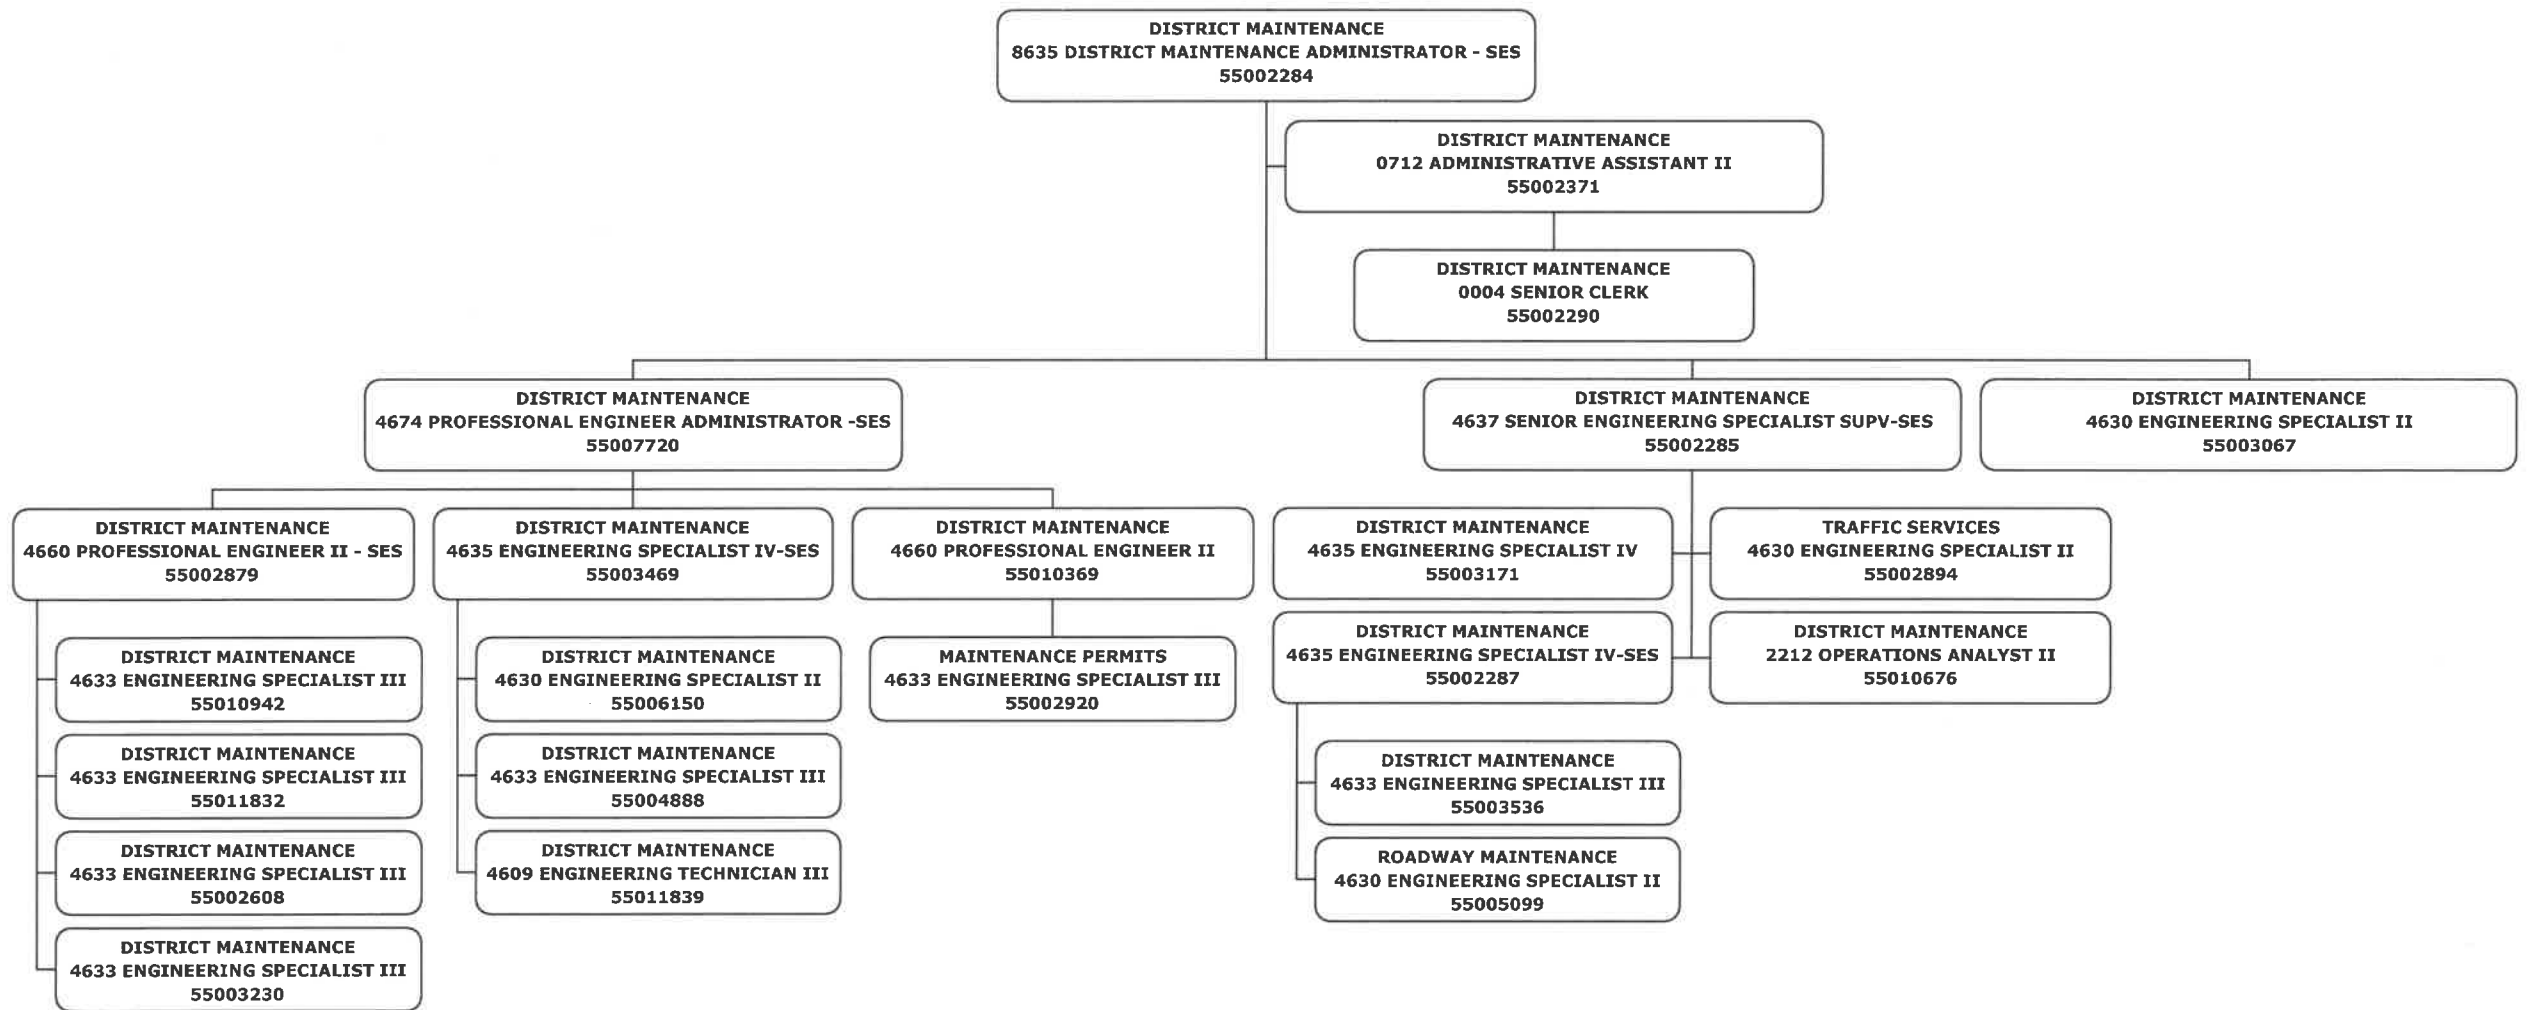 DISTRICT MAINTENANCE
8635 DISTRICT MAINTENANCE ADMINISTRATOR - SES
55002284
DISTRICT MAINTENANCE
0712 ADMINISTRATIVE ASSISTANT II
55002371
DISTRICT MAINTENANCE
0004 SENIOR CLERK
55002290
DISTRICT MAINTENANCE
4674 PROFESSIONAL ENGINEER ADMINISTRATOR -SES
55007720
DISTRICT MAINTENANCE
4637 SENIOR ENGINEERING SPECIALIST SUPV-SES
55002285
DISTRICT MAINTENANCE
4630 ENGINEERING SPECIALIST II
55003067
DISTRICT MAINTENANCE
4660 PROFESSIONAL ENGINEER II - SES
55002879
DISTRICT MAINTENANCE
4633 ENGINEERING SPECIALIST III
55010942
DISTRICT MAINTENANCE
4633 ENGINEERING SPECIALIST III
55011832
DISTRICT MAINTENANCE
4633 ENGINEERING SPECIALIST III
55002608
DISTRICT MAINTENANCE
4633 ENGINEERING SPECIALIST III
55003230
DISTRICT MAINTENANCE
4635 ENGINEERING SPECIALIST IV-SES
55003469
DISTRICT MAINTENANCE
4630 ENGINEERING SPECIALIST II
55006150
DISTRICT MAINTENANCE
4633 ENGINEERING SPECIALIST III
55004888
DISTRICT MAINTENANCE
4609 ENGINEERING TECHNICIAN III
55011839
DISTRICT MAINTENANCE
4660 PROFESSIONAL ENGINEER II
55010369
MAINTENANCE PERMITS
4633 ENGINEERING SPECIALIST III
55002920
DISTRICT MAINTENANCE
4635 ENGINEERING SPECIALIST IV
55003171
TRAFFIC SERVICES
4630 ENGINEERING SPECIALIST II
55002894
DISTRICT MAINTENANCE
4635 ENGINEERING SPECIALIST IV-SES
55002287
DISTRICT MAINTENANCE
2212 OPERATIONS ANALYST II
55010676
DISTRICT MAINTENANCE
4633 ENGINEERING SPECIALIST III
55003536
ROADWAY MAINTENANCE
4630 ENGINEERING SPECIALIST II
55005099